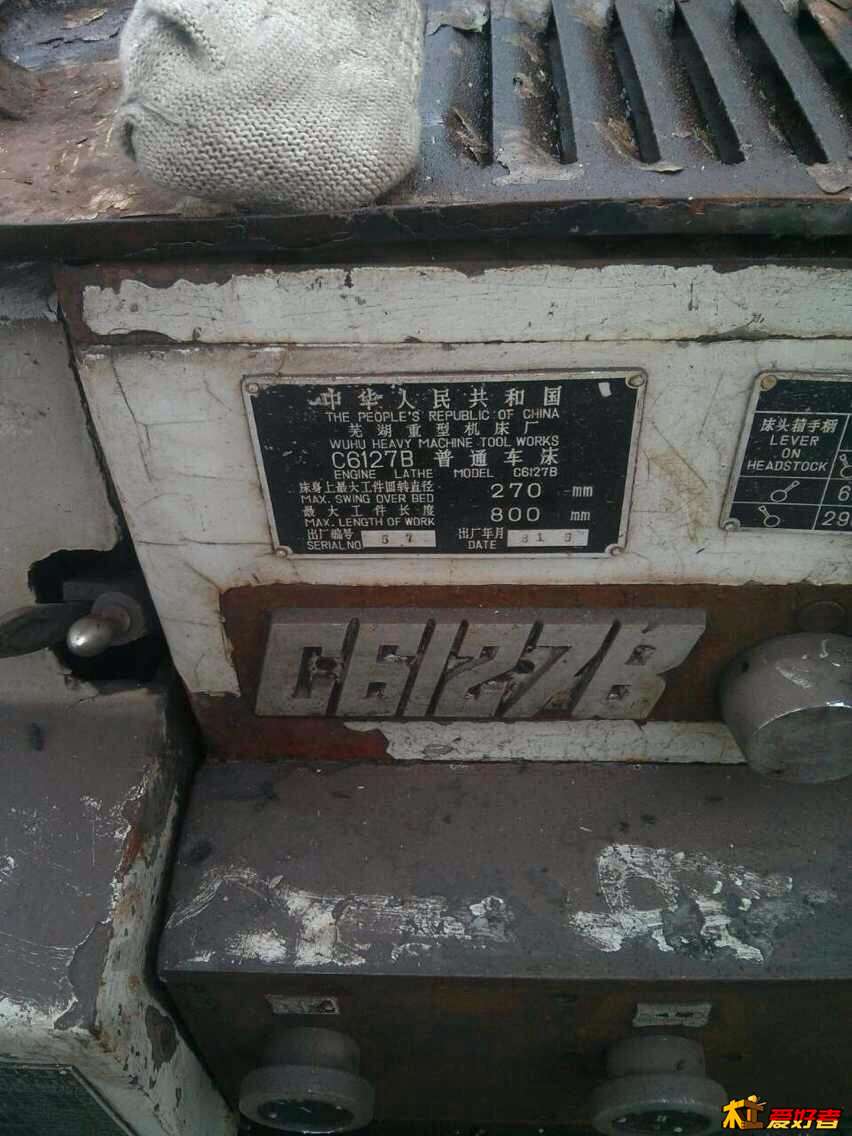 中华人民共和国
THE PEOPLE'S REPUBLIC OF CHINA
芜湖重型机床厂
WUHU HEAVY MACHINE TOOL WORKS
C6127B 普通车床
ENGINE LATHE MODEL C6127B
床身上最大工件回转直径 270 mm
MAX. SWING OVER BED
最大工件长度 800 mm
MAX. LENGTH OF WORK
出厂编号 出厂年月
SERIAL NO DATE
床头箱手柄
LEVER
ON
HEADSTOCK
6
290
C6127B
爱好者